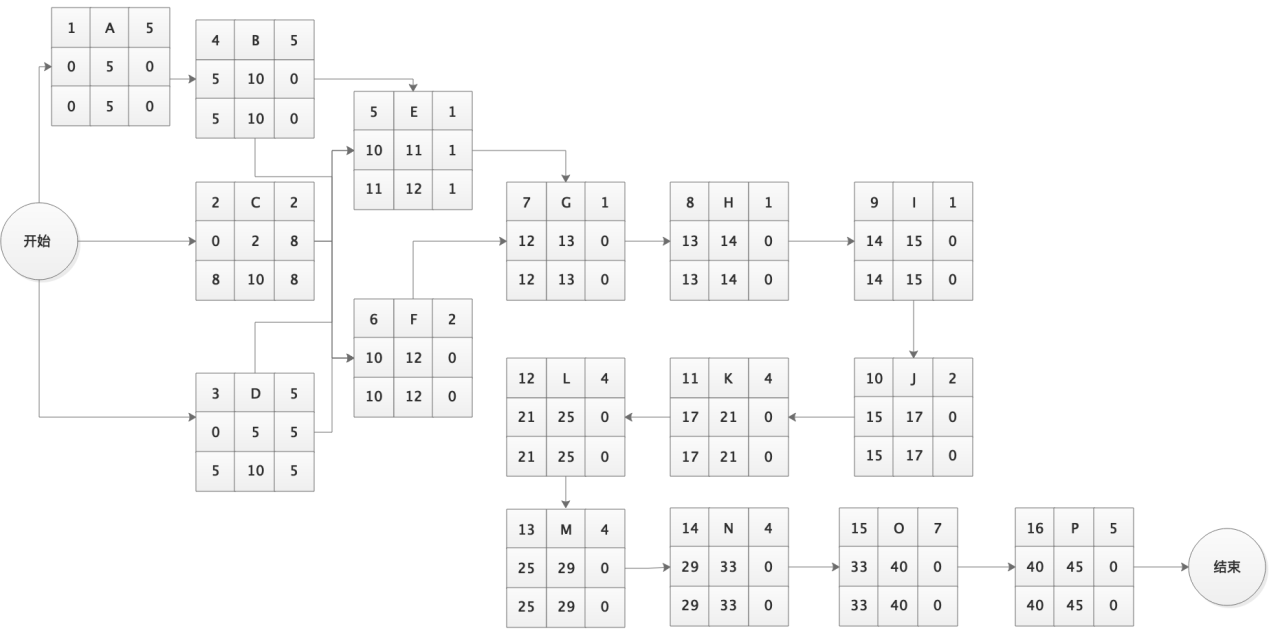 1 A 5
0 5 0
0 5 0
4 B 5
5 10 0
5 10 0
5 E 1
10 11 1
11 12 1
开始
2 C 2
0 2 8
8 10 8
7 G 1
12 13 0
12 13 0
8 H 1
13 14 0
13 14 0
9 I 1
14 15 0
14 15 0
6 F 2
10 12 0
10 12 0
3 D 5
0 5 5
5 10 5
12 L 4
21 25 0
21 25 0
11 K 4
17 21 0
17 21 0
10 J 2
15 17 0
15 17 0
13 M 4
25 29 0
25 29 0
14 N 4
29 33 0
29 33 0
15 O 7
33 40 0
33 40 0
16 P 5
40 45 0
40 45 0
结束